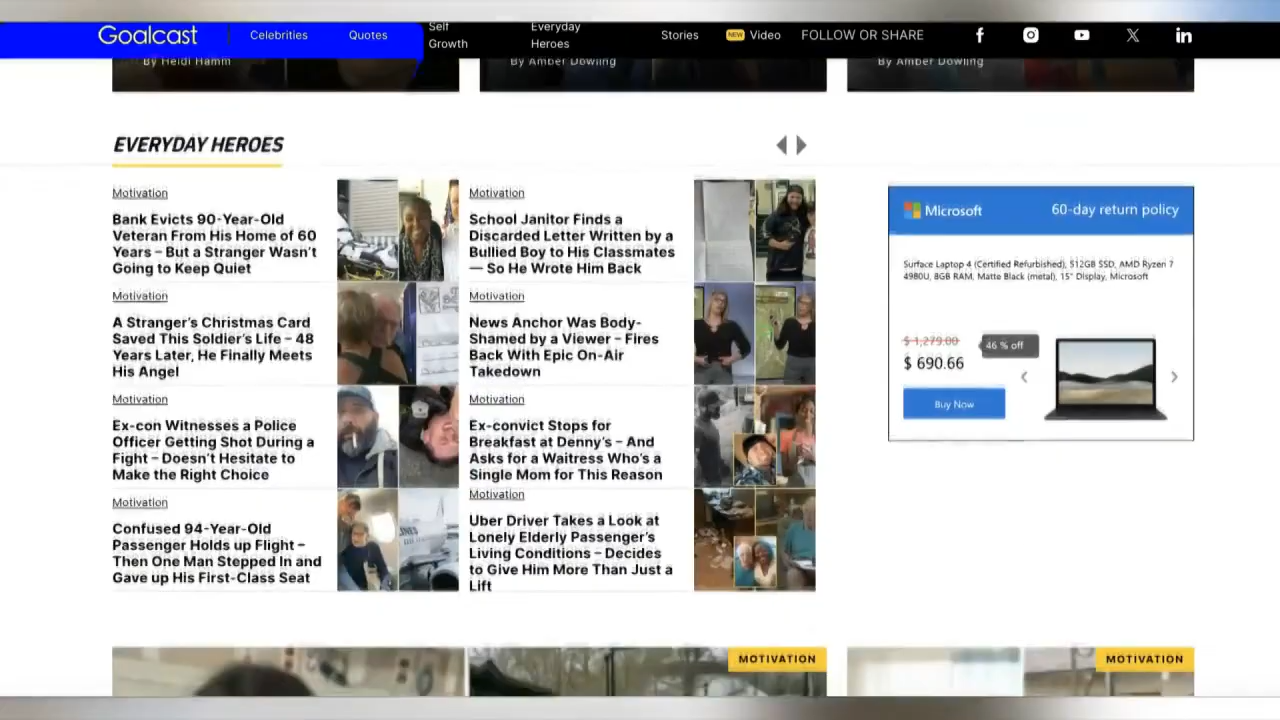 Goalcast
Celebrities
Quotes
Self
Growth
Everyday
Heroes
Stories
NEW Video
FOLLOW OR SHARE
By Heidi Hamm
By Amber Dowling
By Amber Dowling
EVERYDAY HEROES
Motivation
Bank Evicts 90-Year-Old
Veteran From His Home of 60
Years – But a Stranger Wasn't
Going to Keep Quiet
Motivation
School Janitor Finds a
Discarded Letter Written by a
Bullied Boy to His Classmates
— So He Wrote Him Back
Motivation
A Stranger's Christmas Card
Saved This Soldier's Life – 48
Years Later, He Finally Meets
His Angel
Motivation
News Anchor Was Body-
Shamed by a Viewer – Fires
Back With Epic On-Air
Takedown
Motivation
Ex-con Witnesses a Police
Officer Getting Shot During a
Fight – Doesn't Hesitate to
Make the Right Choice
Motivation
Ex-convict Stops for
Breakfast at Denny's – And
Asks for a Waitress Who's a
Single Mom for This Reason
Motivation
Confused 94-Year-Old
Passenger Holds up Flight –
Then One Man Stepped In and
Gave up His First-Class Seat
Motivation
Uber Driver Takes a Look at
Lonely Elderly Passenger's
Living Conditions – Decides
to Give Him More Than Just a
Lift
Microsoft
60-day return policy
Surface Laptop 4 (Certified Refurbished), 512GB SSD, AMD Ryzen 7
4980U, 8GB RAM, Matte Black (metal), 15" Display, Microsoft
$ 1,279.00
46 % off
$ 690.66
Buy Now
MOTIVATION
MOTIVATION